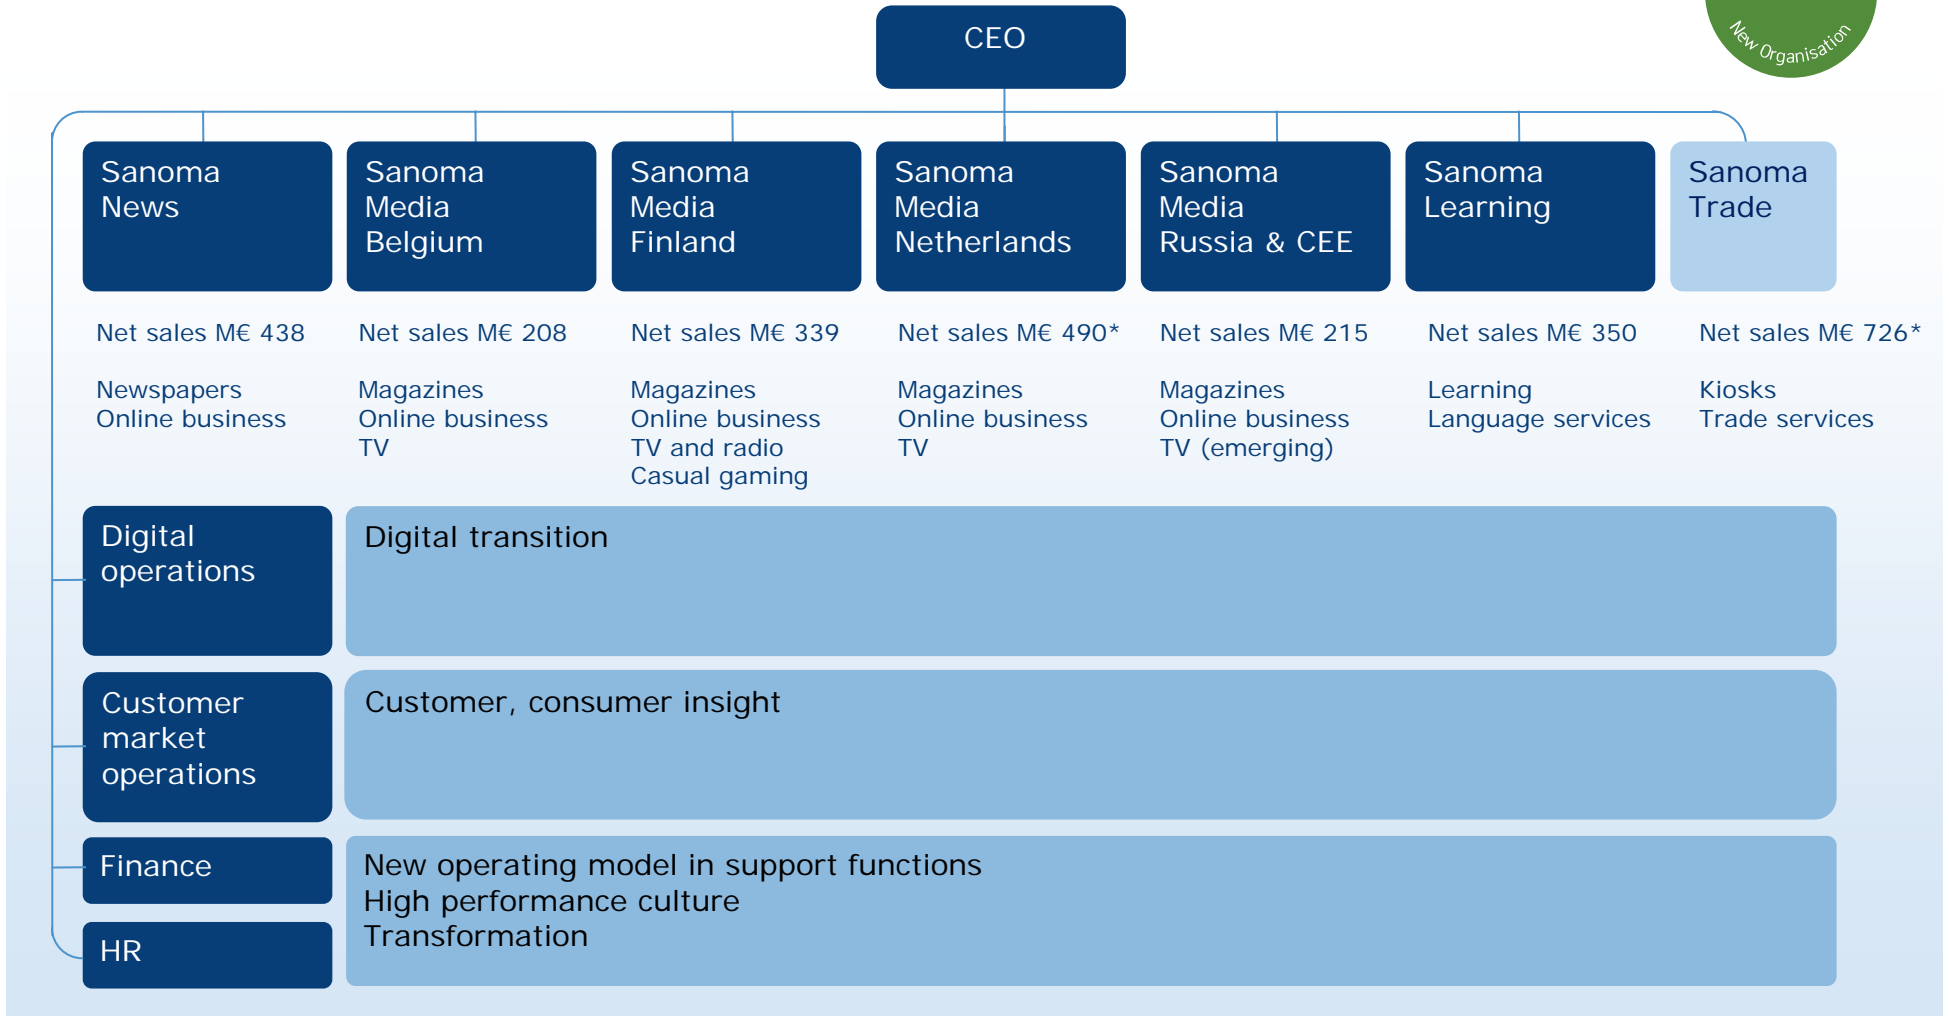 CEO
New Organisation
Sanoma
News
Sanoma
Media
Belgium
Sanoma
Media
Finland
Sanoma
Media
Netherlands
Sanoma
Media
Russia & CEE
Sanoma
Learning
Sanoma
Trade
Net sales M€ 438
Newspapers
Online business
Net sales M€ 208
Magazines
Online business
TV
Net sales M€ 339
Magazines
Online business
TV and radio
Casual gaming
Net sales M€ 490*
Magazines
Online business
TV
Net sales M€ 215
Magazines
Online business
TV (emerging)
Net sales M€ 350
Learning
Language services
Net sales M€ 726*
Kiosks
Trade services
Digital
operations
Digital transition
Customer
market
operations
Customer, consumer insight
Finance
HR
New operating model in support functions
High performance culture
Transformation